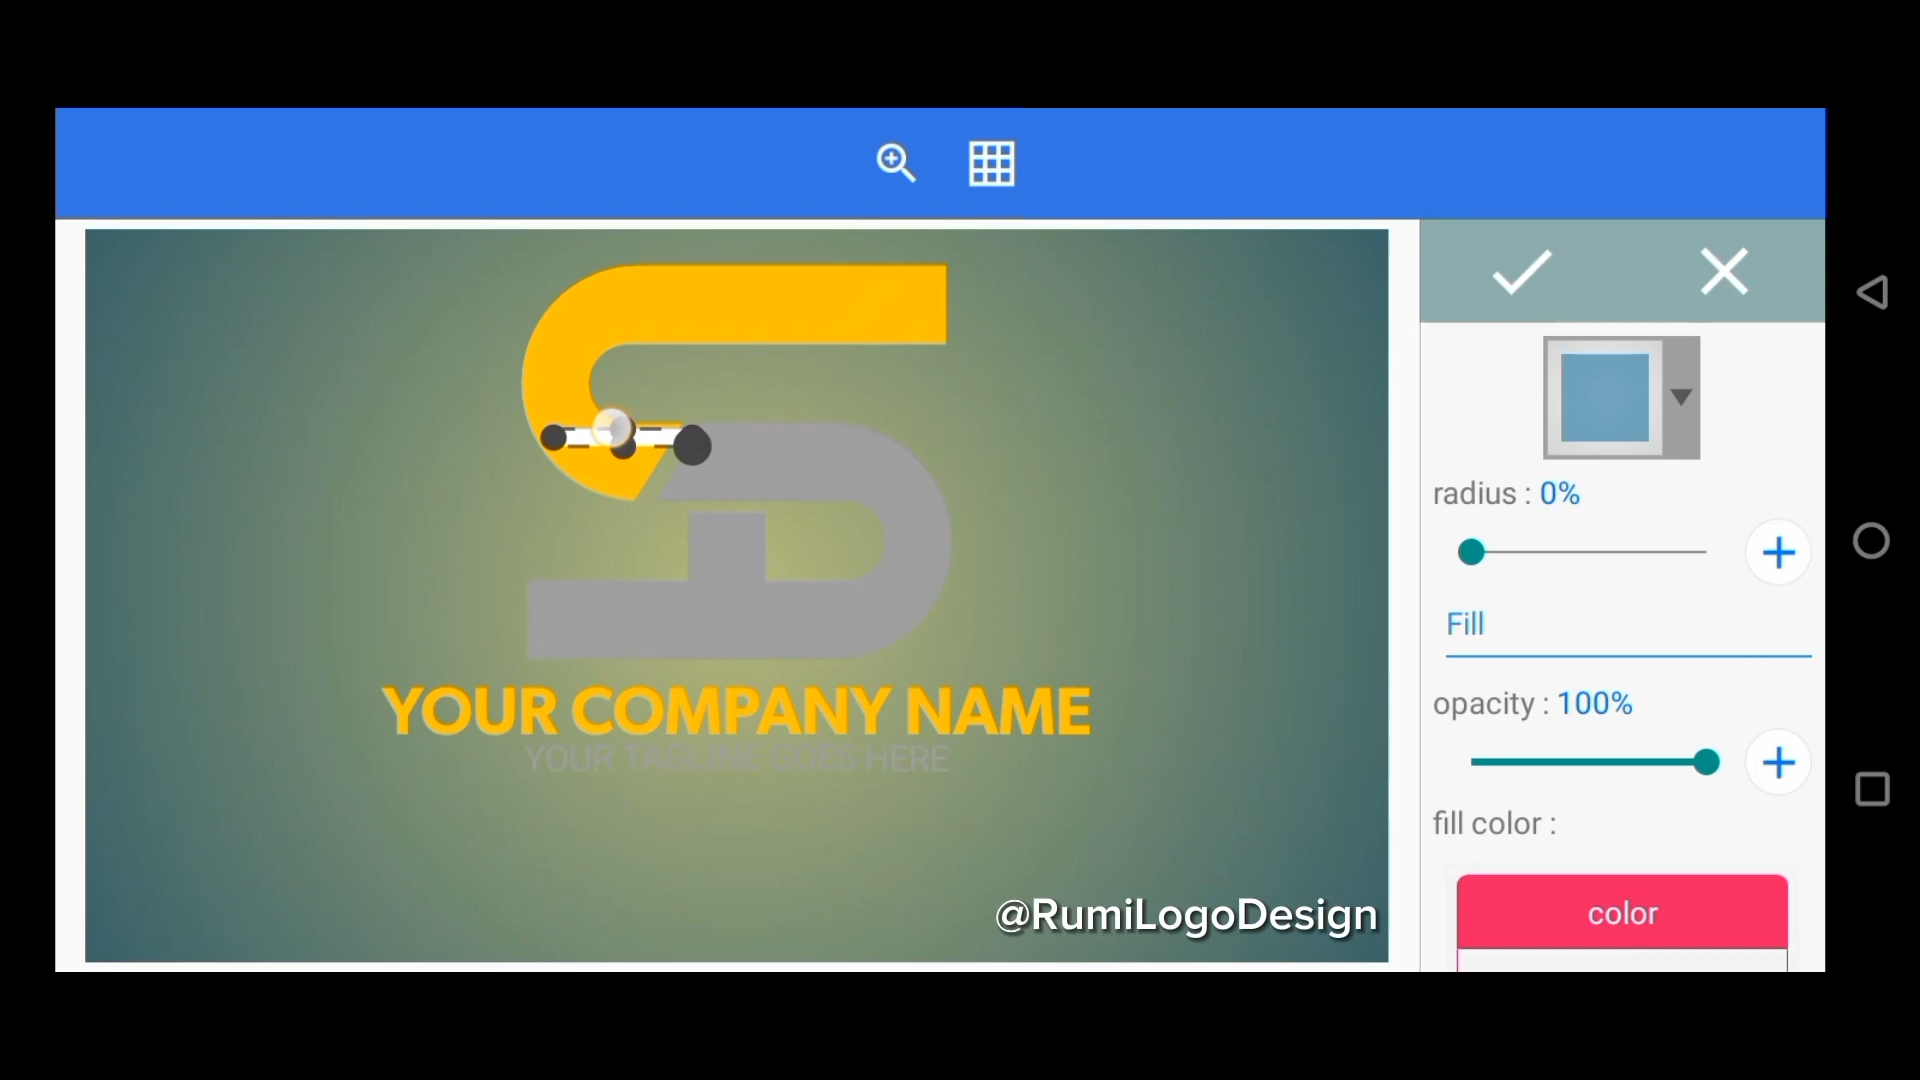 radius : 0%
Fill
opacity : 100%
fill color :
color
YOUR COMPANY NAME
YOUR TAGLINE GOES HERE
@RumiLogoDesign